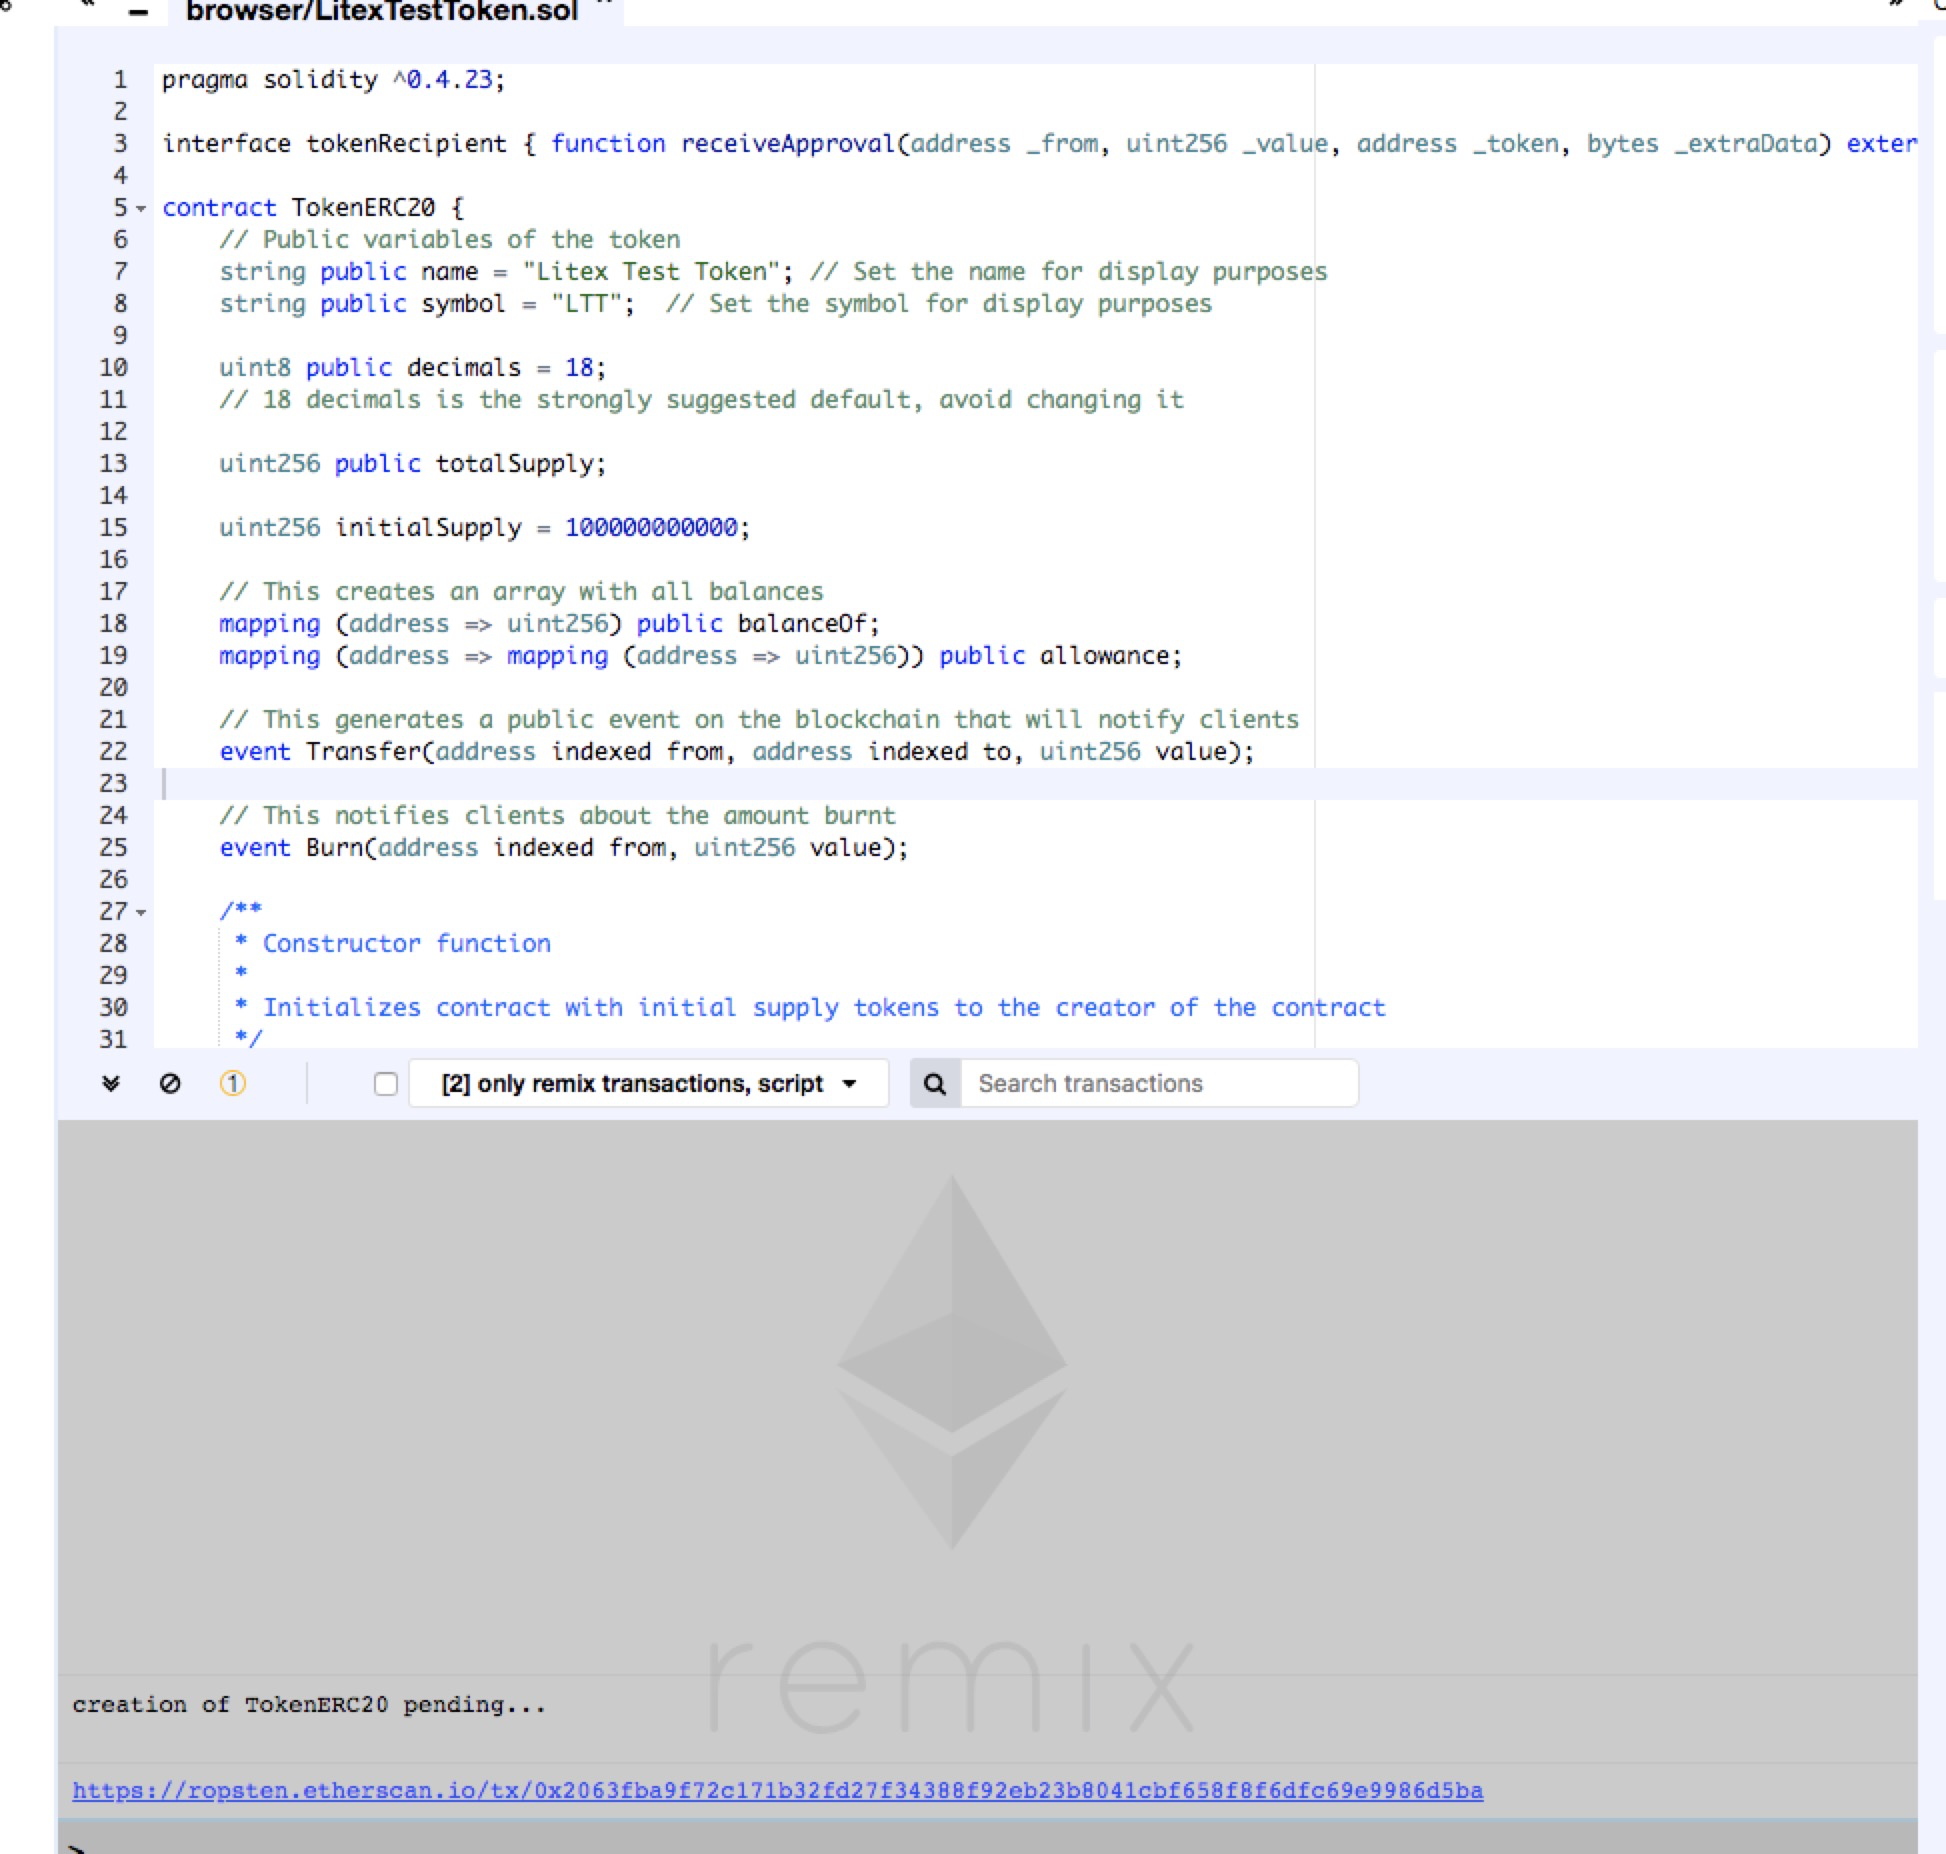 browser/LitexTestToken.sol
1 pragma solidity ^0.4.23;
2
3 interface tokenRecipient { function receiveApproval(address _from, uint256 _value, address _token, bytes _extraData) exter
4
5 contract TokenERC20 {
6 // Public variables of the token
7 string public name = "Litex Test Token"; // Set the name for display purposes
8 string public symbol = "LTT";  // Set the symbol for display purposes
9
10 uint8 public decimals = 18;
11 // 18 decimals is the strongly suggested default, avoid changing it
12
13 uint256 public totalSupply;
14
15 uint256 initialSupply = 100000000000;
16
17 // This creates an array with all balances
18 mapping (address => uint256) public balanceOf;
19 mapping (address => mapping (address => uint256)) public allowance;
20
21 // This generates a public event on the blockchain that will notify clients
22 event Transfer(address indexed from, address indexed to, uint256 value);
23
24 // This notifies clients about the amount burnt
25 event Burn(address indexed from, uint256 value);
26
27 /**
28 * Constructor function
29 *
30 * Initializes contract with initial supply tokens to the creator of the contract
31 */
1 [2] only remix transactions, script Search transactions
remix
creation of TokenERC20 pending...
https://ropsten.etherscan.io/tx/0x2063fba9f72c171b32fd27f34388f92eb23b8041cbf658f8f6dfc69e9986d5ba
>